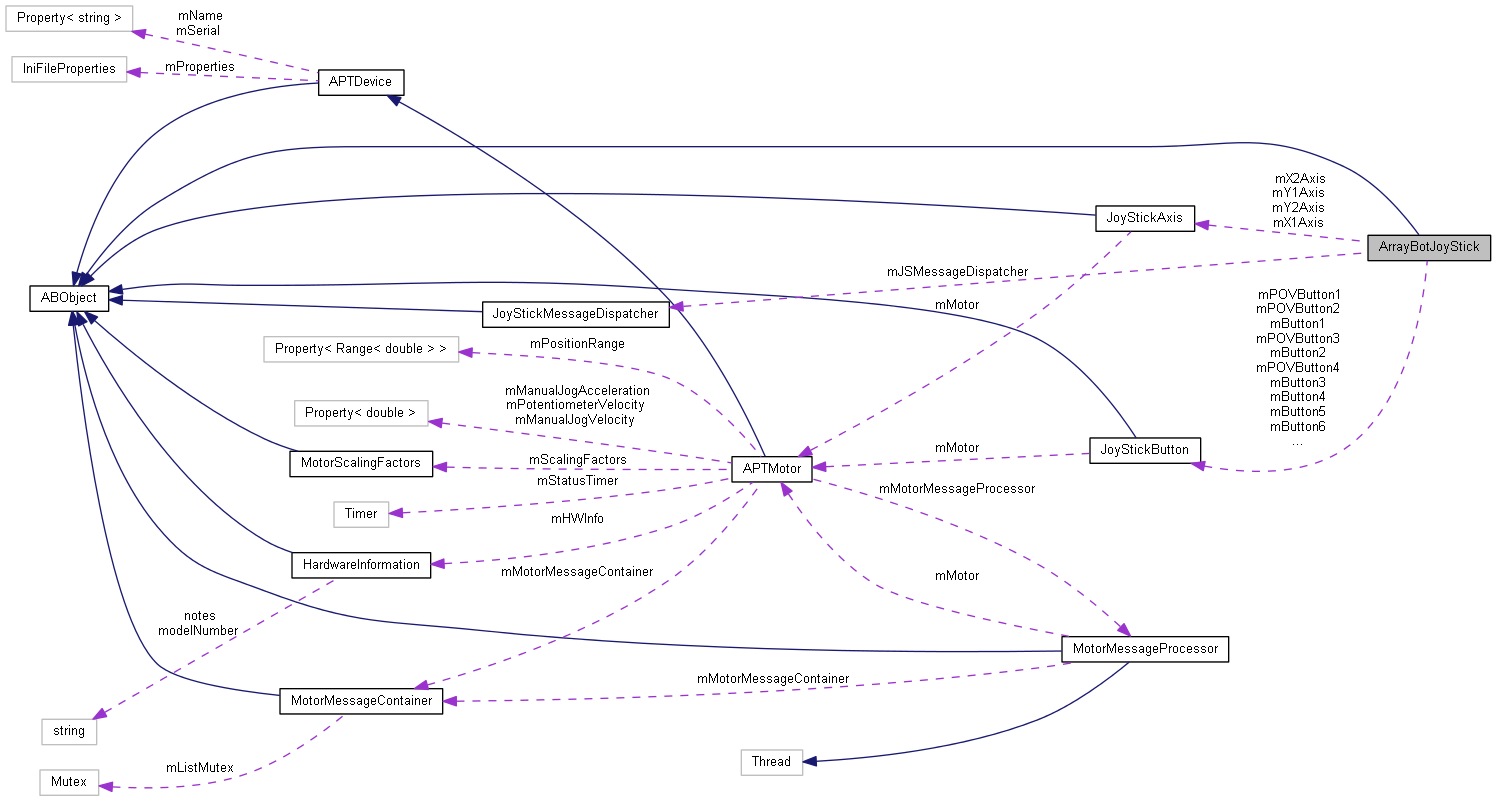 Property< string >
mName
mSerial
IniFileProperties
mProperties
APTDevice
mX2Axis
mY1Axis
mY2Axis
mX1Axis
JoyStickAxis
ArrayBotJoyStick
mJSMessageDispatcher
ABObject
JoyStickMessageDispatcher
mMotor
mPOVButton1
mPOVButton2
mButton1
mPOVButton3
mButton2
mPOVButton4
mButton3
mButton4
mButton5
mButton6
...
Property< Range< double > >
mPositionRange
Property< double >
mManualJogAcceleration
mPotentiometerVelocity
mManualJogVelocity
MotorScalingFactors
mScalingFactors
APTMotor
mMotor
JoyStickButton
mStatusTimer
Timer
mMotorMessageProcessor
mHWInfo
HardwareInformation
mMotorMessageContainer
mMotor
notes
modelNumber
MotorMessageProcessor
mMotorMessageContainer
MotorMessageContainer
string
Thread
mListMutex
Mutex